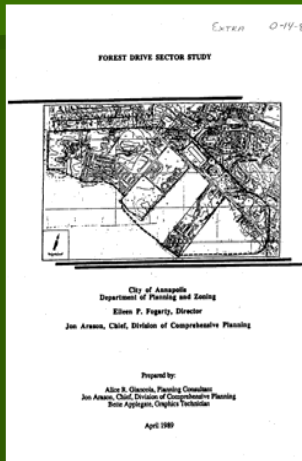 EXTRA
FOREST DRIVE SECTOR STUDY
City of Annapolis
Department of Planning and Zoning
Eileen P. Fogarty, Director
Jon Arason, Chief, Division of Comprehensive Planning
Prepared by:
Alice R. Giancola, Planning Consultant
Jon Arason, Chief, Division of Comprehensive Planning
Bette Applegate, Graphics Technician
April 1989